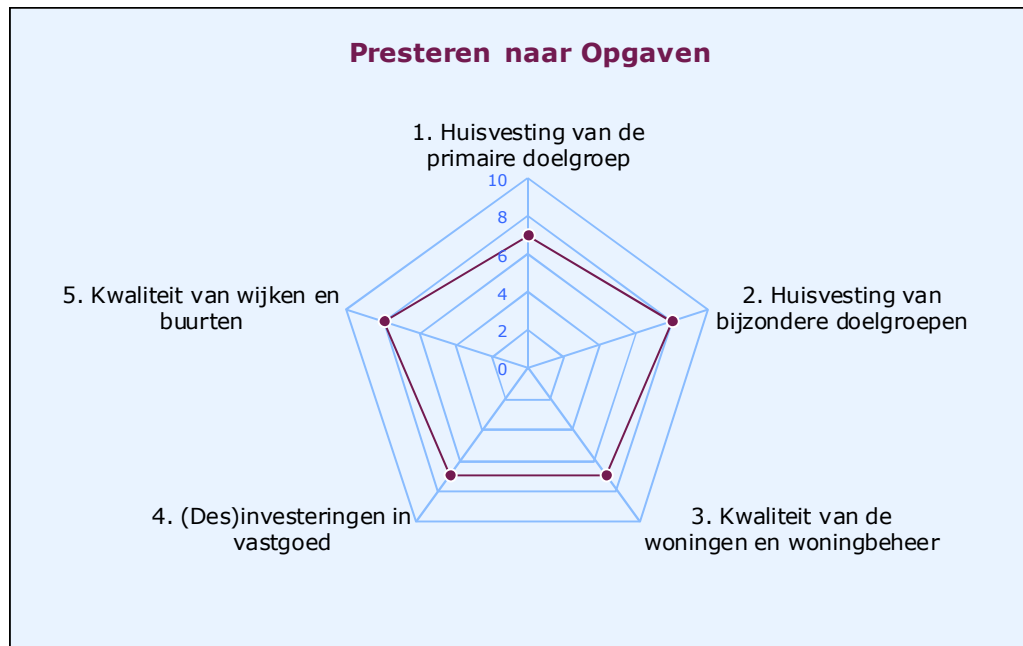 Presteren naar Opgaven
1. Huisvesting van de
primaire doelgroep
10
8
6
4
2
0
5. Kwaliteit van wijken en
buurten
2. Huisvesting van
bijzondere doelgroepen
4. (Des)investeringen in
vastgoed
3. Kwaliteit van de
woningen en woningbeheer